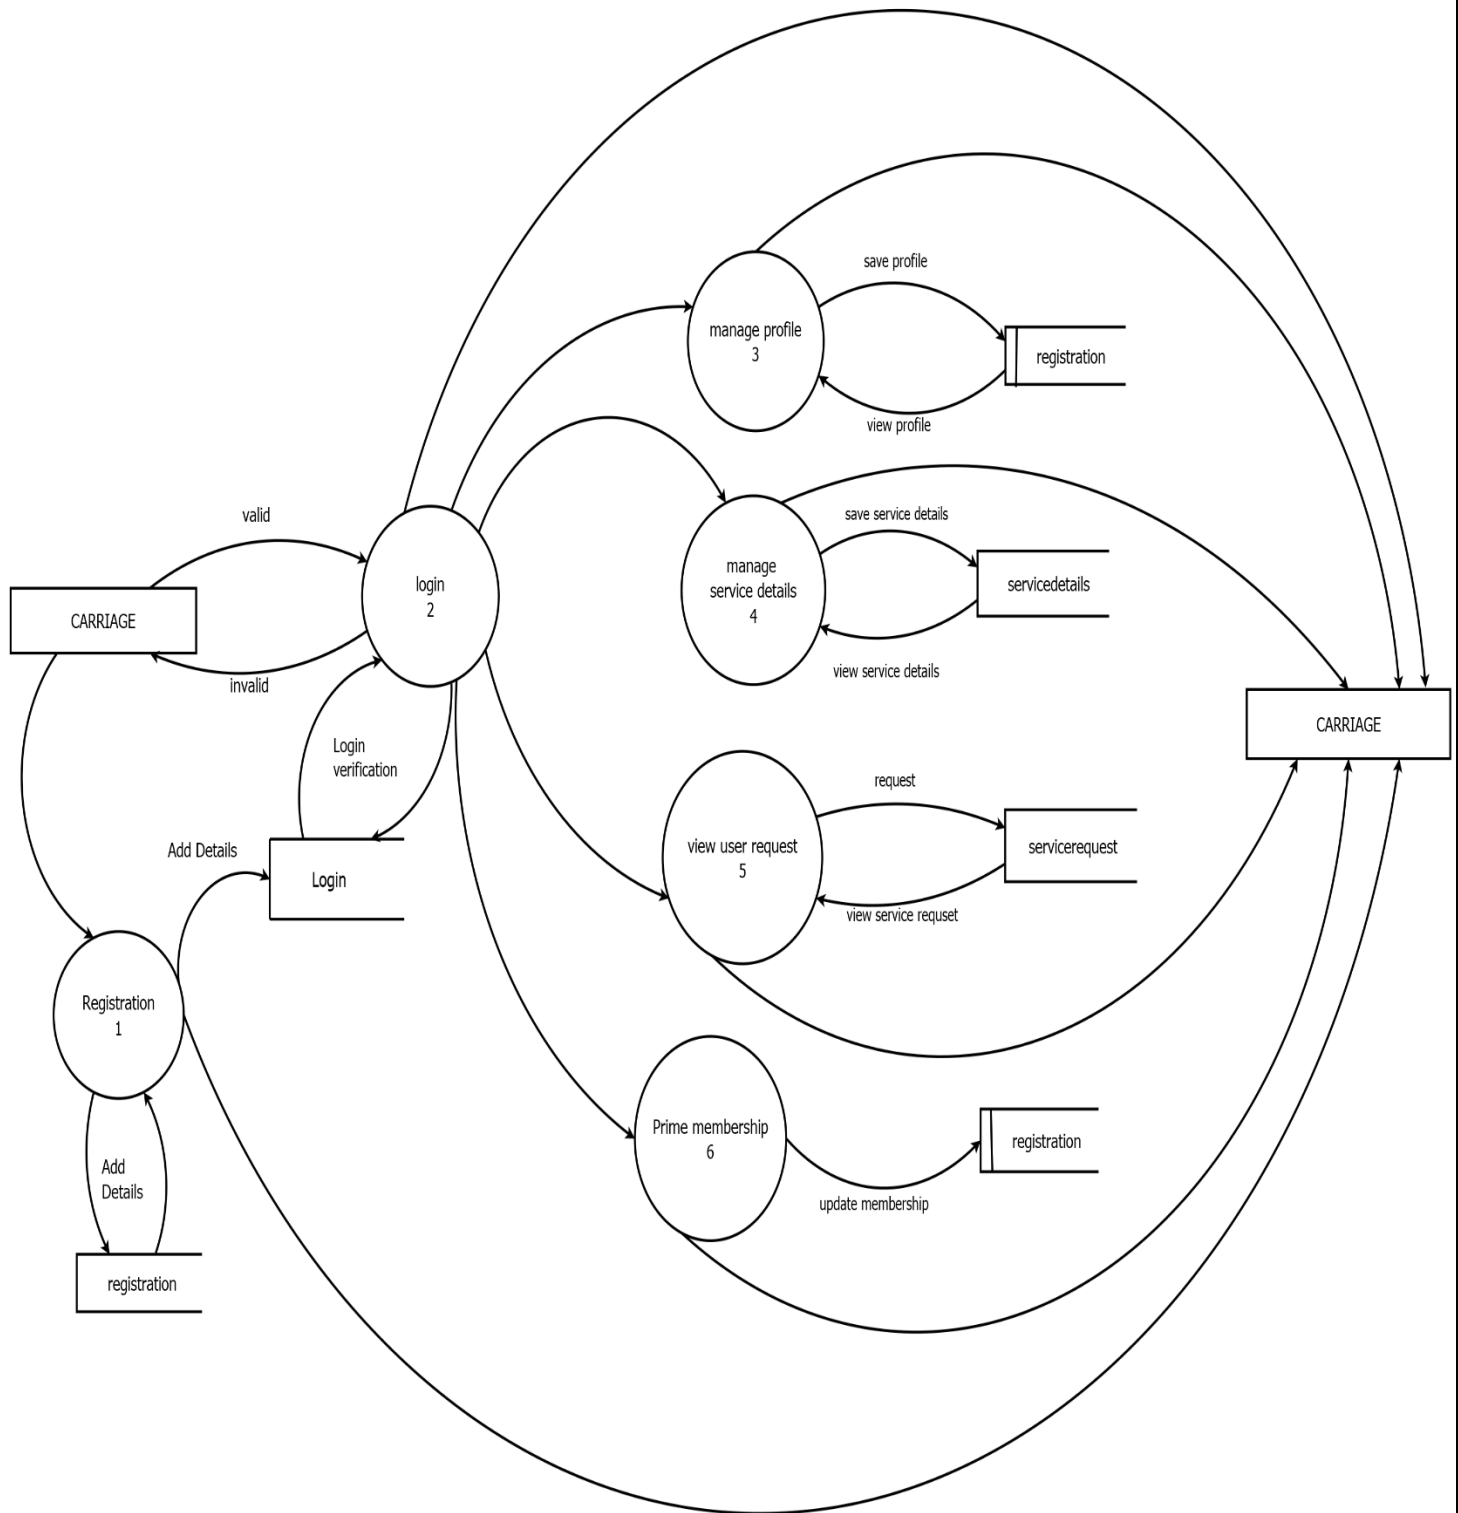 save profile
manage profile
3
registration
view profile
valid
save service details
manage
service details
4
servicedetails
login
2
CARRIAGE
invalid
view service details
CARRIAGE
Login
verification
request
Add Details
view user request
5
servicerequest
Login
view service requset
Registration
1
Prime membership
6
registration
Add
Details
update membership
registration